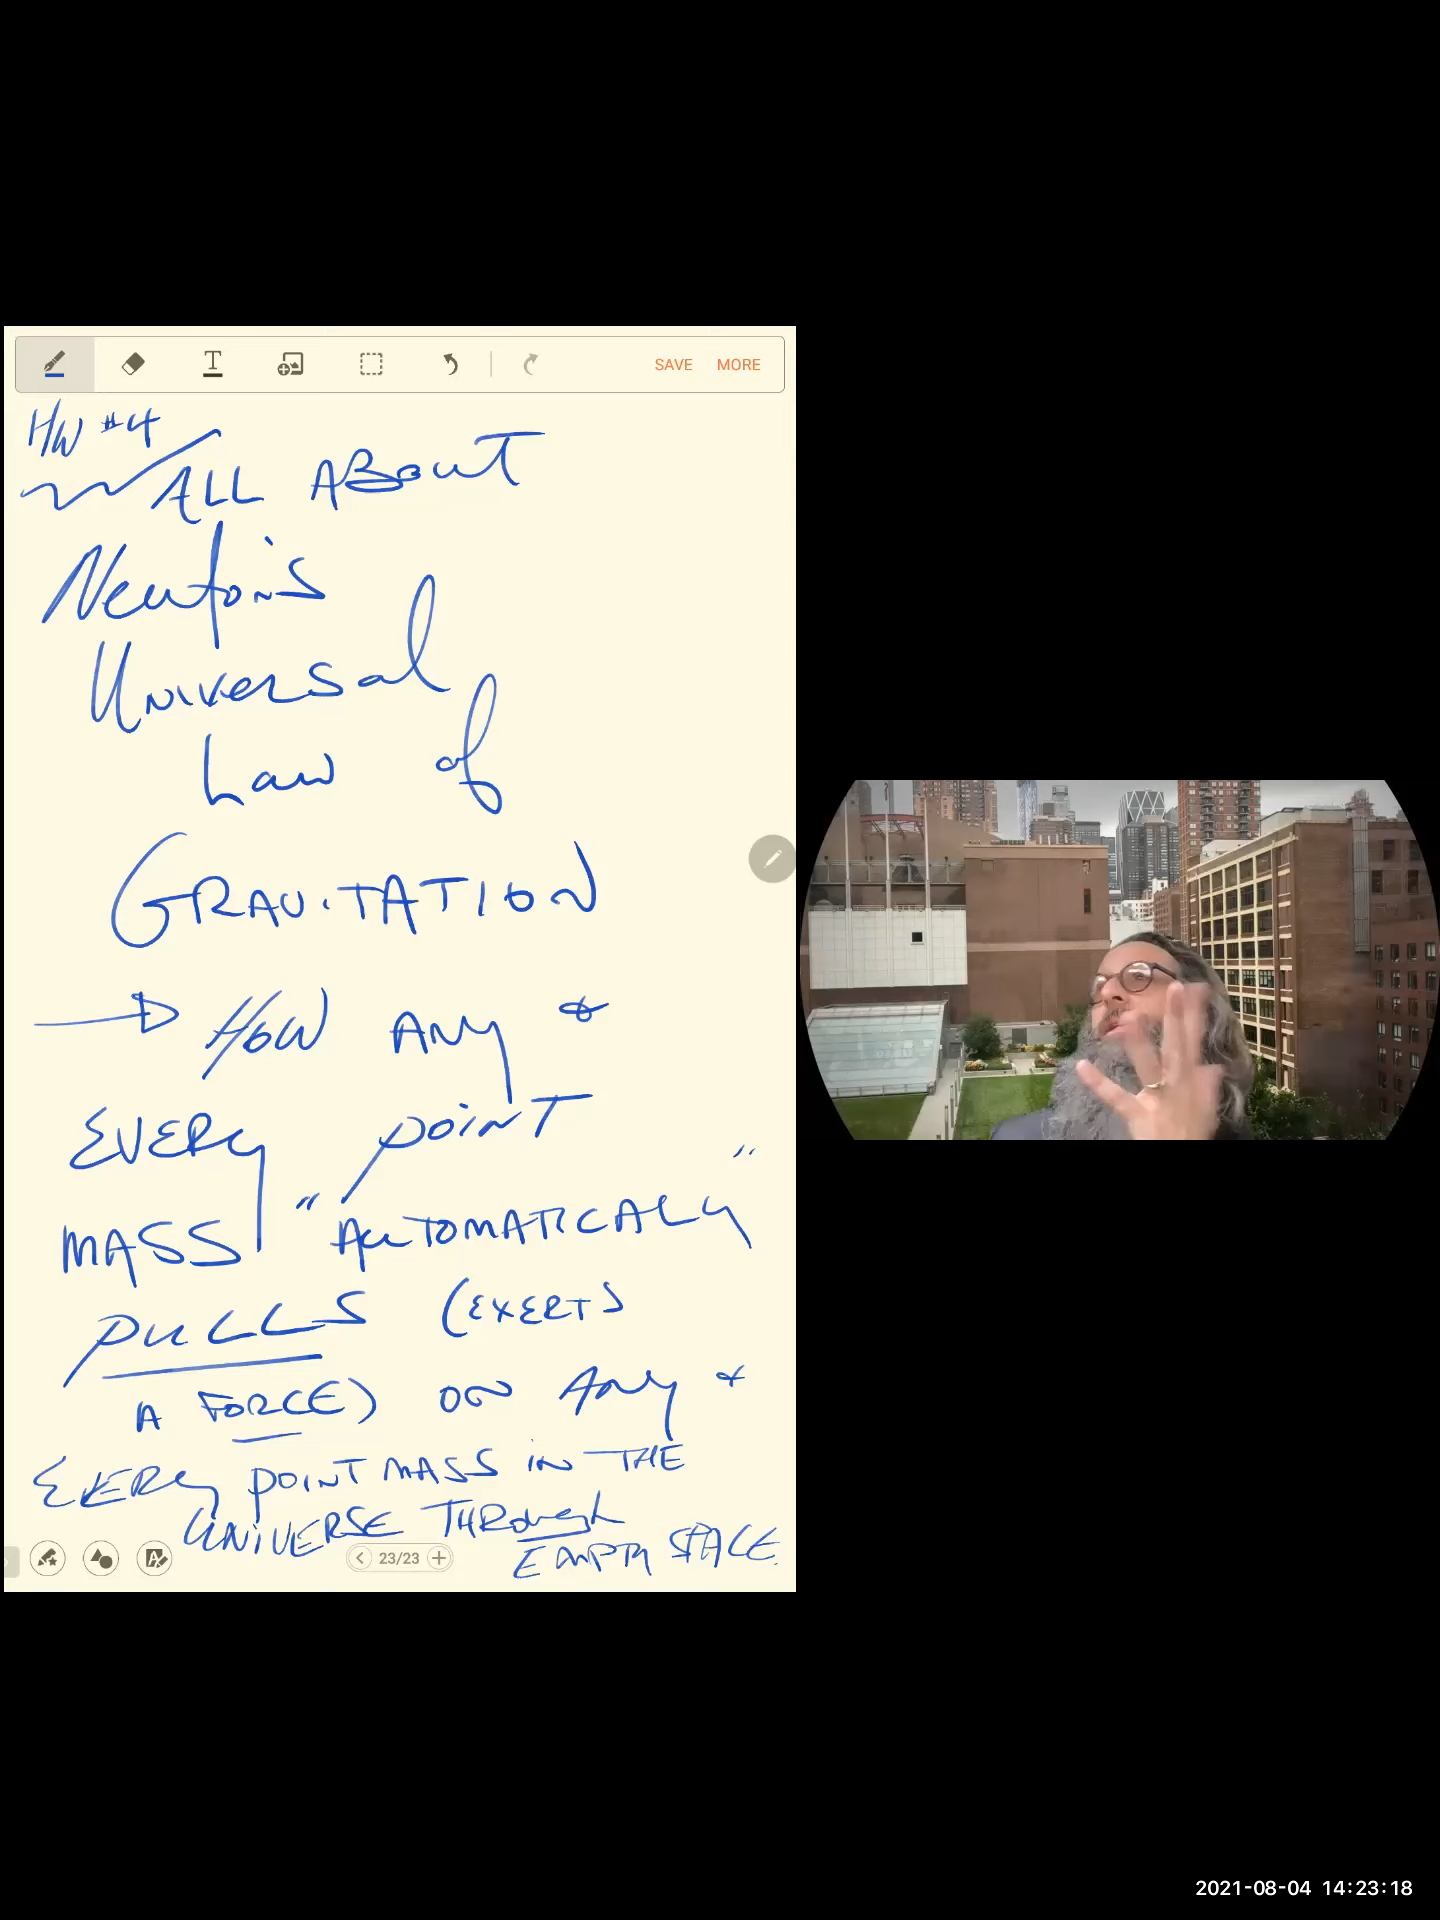 SAVE MORE
HW #4
ALL ABOUT
Newton's
Universal
Law of
GRAVITATION
HOW ANY &
EVERY POINT
MASS "AUTOMATICALY"
PULLS (EXERTS
A FORCE) ON ANY &
EVERY POINT MASS IN THE
UNIVERSE THROUGH
EMPTY SPACE.
23/23
2021-08-04 14:23:18